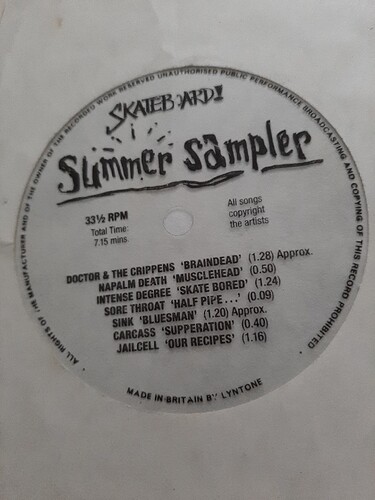 SKATEBOARD!
Summer Sampler
33½ RPM
Total Time:
7.15 mins.
All songs
copyright
the artists
DOCTOR & THE CRIPPENS 'BRAINDEAD' (1.28) Approx.
NAPALM DEATH 'MUSCLEHEAD' (0.50)
INTENSE DEGREE 'SKATE BORED' (1.24)
SORE THROAT 'HALF PIPE...' (0.09)
SINK 'BLUESMAN' (1.20) Approx.
CARCASS 'SUPPERATION' (0.40)
JAILCELL 'OUR RECIPES' (1.16)
ALL RIGHTS OF THE MANUFACTURER AND OF THE OWNER OF THE RECORDED WORK RESERVED UNAUTHORISED PUBLIC PERFORMANCE BROADCASTING AND COPYING OF THIS RECORD PROHIBITED
MADE IN BRITAIN BY LYNTONE